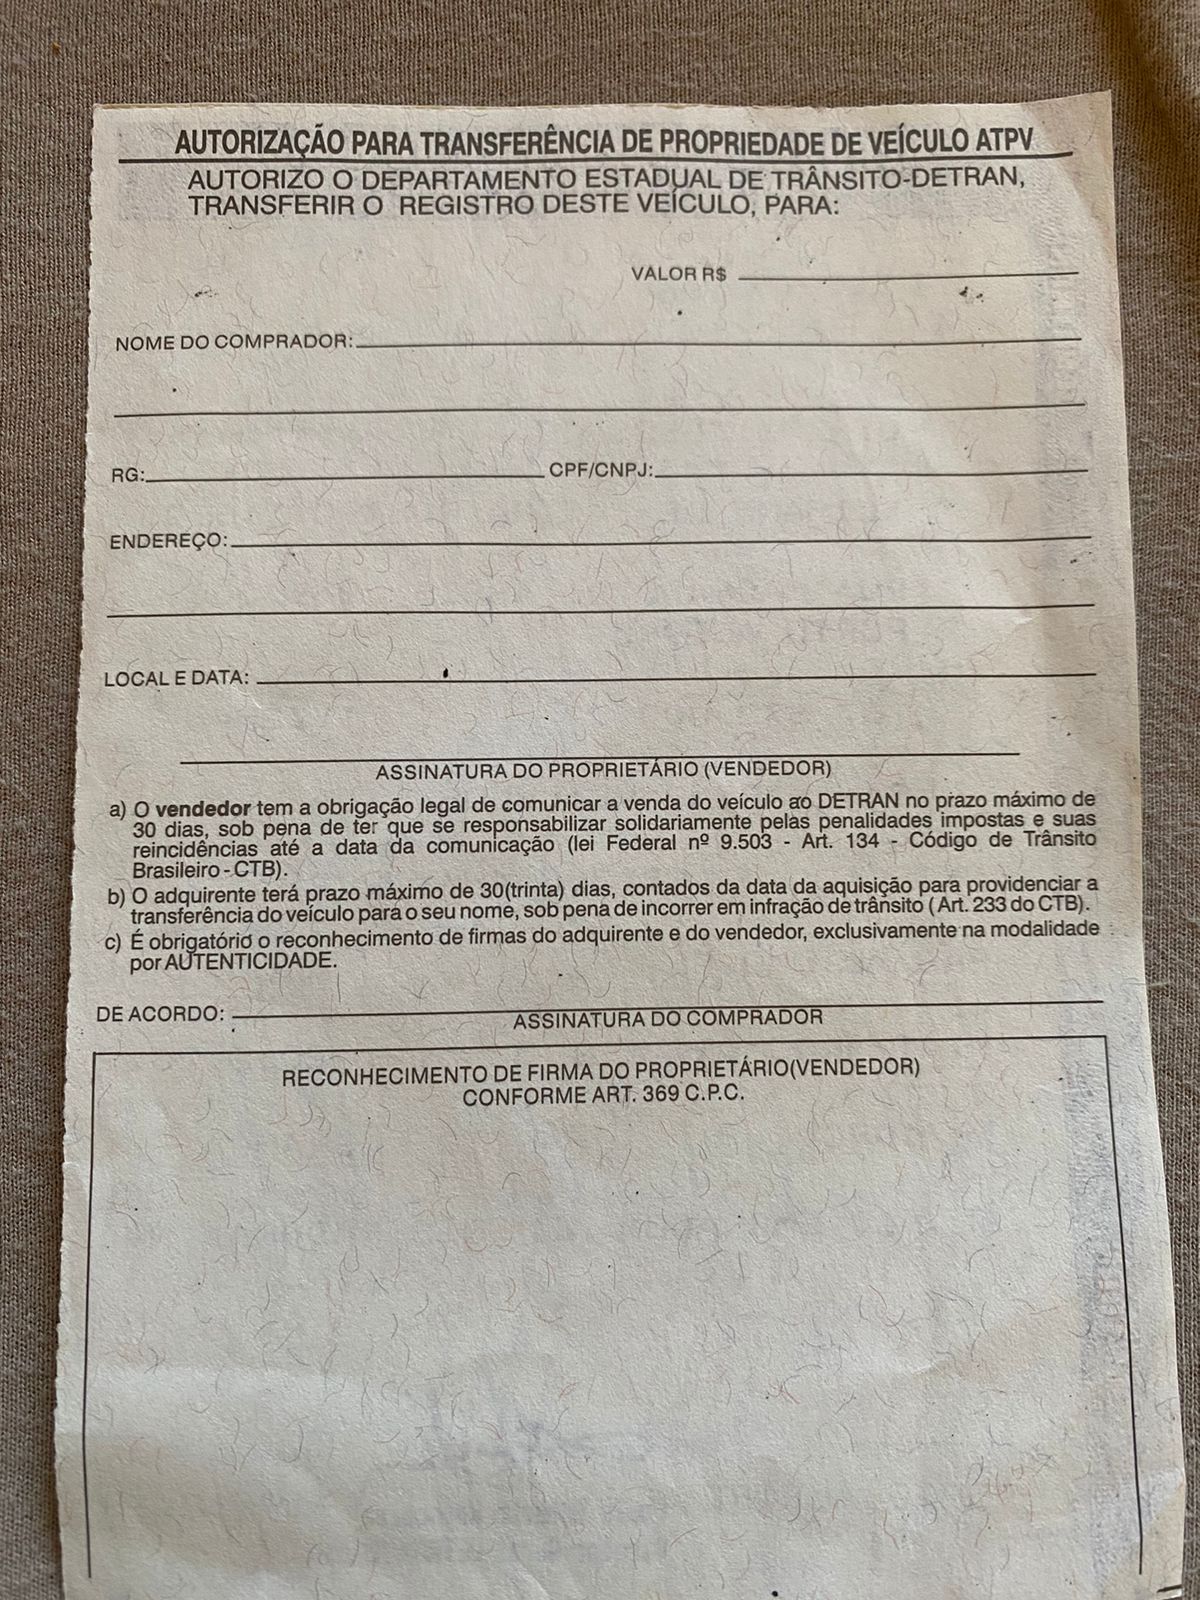 AUTORIZAÇÃO PARA TRANSFERÊNCIA DE PROPRIEDADE DE VEÍCULO ATPV
AUTORIZO O DEPARTAMENTO ESTADUAL DE TRÂNSITO-DETRAN,
TRANSFERIR O REGISTRO DESTE VEÍCULO, PARA:
VALOR R$
NOME DO COMPRADOR:
RG: CPF/CNPJ:
ENDEREÇO:
LOCAL E DATA:
ASSINATURA DO PROPRIETÁRIO (VENDEDOR)
a) O vendedor tem a obrigação legal de comunicar a venda do veículo ao DETRAN no prazo máximo de
30 dias, sob pena de ter que se responsabilizar solidariamente pelas penalidades impostas e suas
reincidências até a data da comunicação (lei Federal nº 9.503 - Art. 134 - Código de Trânsito
Brasileiro - CTB).
b) O adquirente terá prazo máximo de 30(trinta) dias, contados da data da aquisição para providenciar a
transferência do veículo para o seu nome, sob pena de incorrer em infração de trânsito ( Art. 233 do CTB).
c) É obrigatório o reconhecimento de firmas do adquirente e do vendedor, exclusivamente na modalidade
por AUTENTICIDADE.
DE ACORDO:
ASSINATURA DO COMPRADOR
RECONHECIMENTO DE FIRMA DO PROPRIETÁRIO(VENDEDOR)
CONFORME ART. 369 C.P.C.